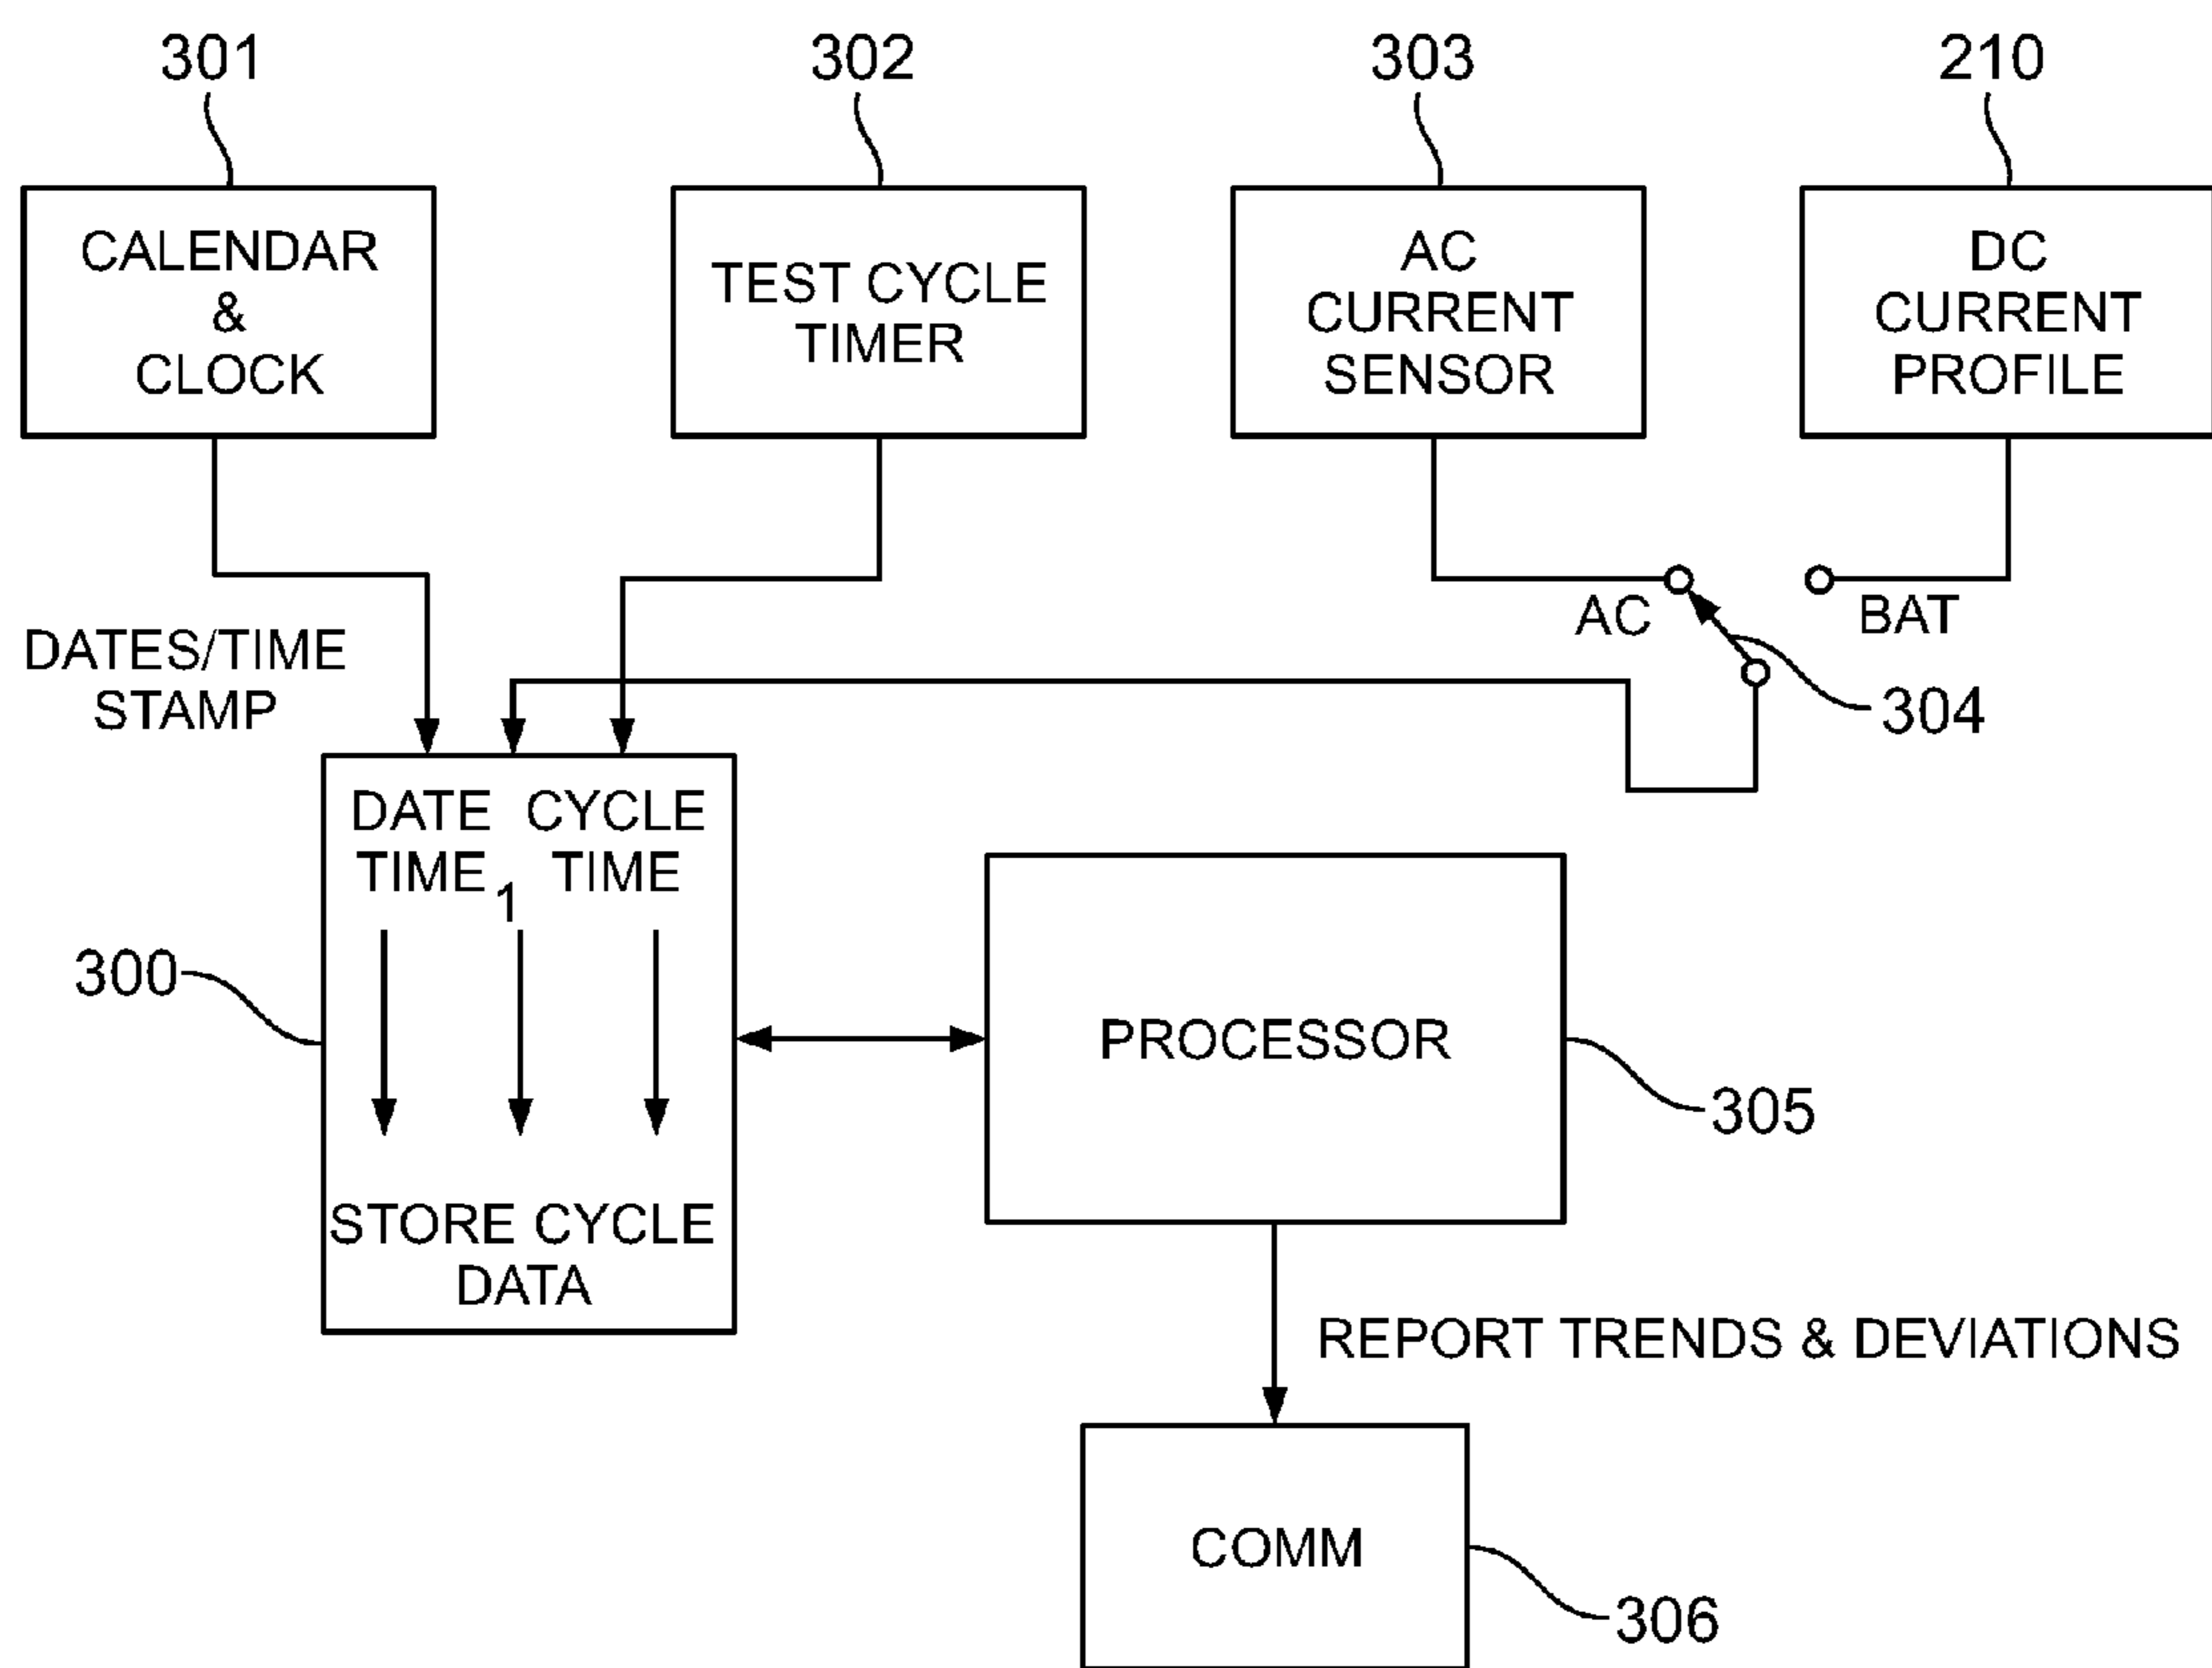 301
302
303
210
CALENDAR
&
CLOCK
TEST CYCLE
TIMER
AC
CURRENT
SENSOR
DC
CURRENT
PROFILE
AC
BAT
304
DATES/TIME
STAMP
DATE CYCLE
TIME 1 TIME
300
STORE CYCLE
DATA
PROCESSOR
305
REPORT TRENDS & DEVIATIONS
COMM
306